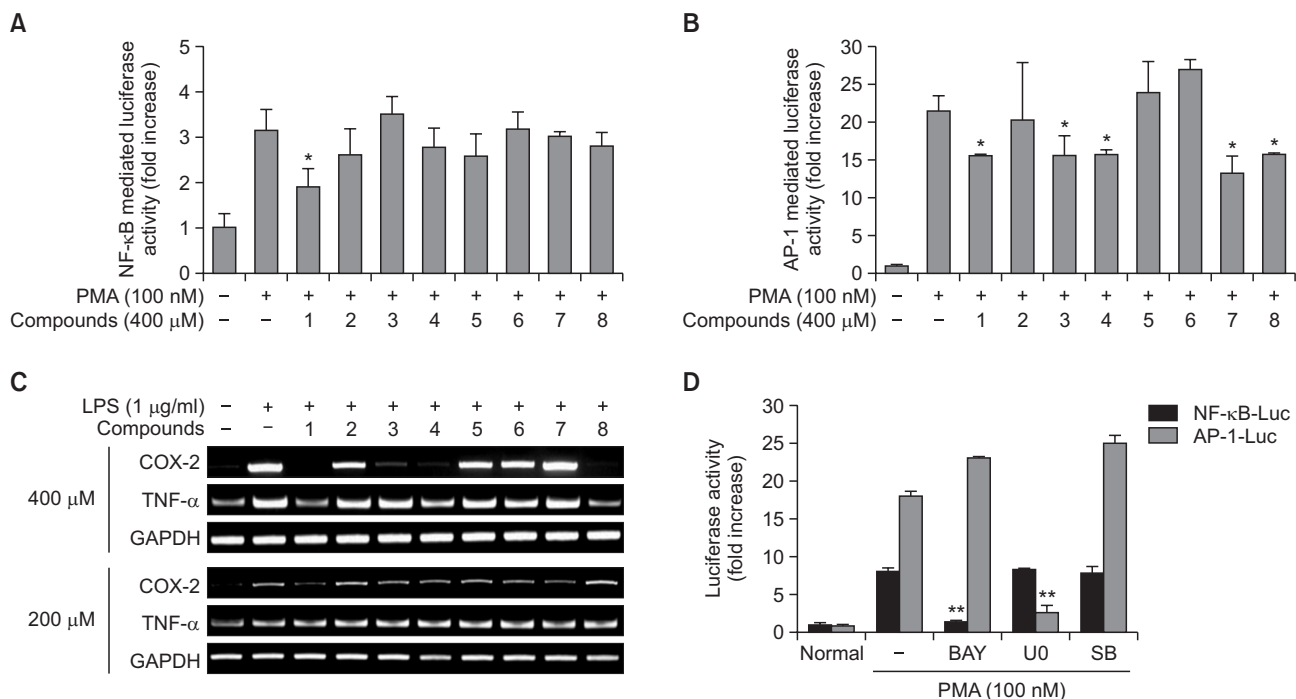 A
NF-κB mediated luciferase
activity (fold increase)
5
4
3
2
1
0
*
PMA (100 nM) – + + + + + + + + +
Compounds (400 μM) – – 1 2 3 4 5 6 7 8
B
AP-1 mediated luciferase
activity (fold increase)
30
25
20
15
10
5
0
* * * * *
PMA (100 nM) – + + + + + + + + +
Compounds (400 μM) – – 1 2 3 4 5 6 7 8
C
LPS (1 μg/ml) – + + + + + + + + +
Compounds – – 1 2 3 4 5 6 7 8
400 μM
COX-2
TNF-α
GAPDH
200 μM
COX-2
TNF-α
GAPDH
D
Luciferase activity
(fold increase)
30
25
20
15
10
5
0
** **
NF-κB-Luc
AP-1-Luc
Normal – BAY U0 SB
PMA (100 nM)